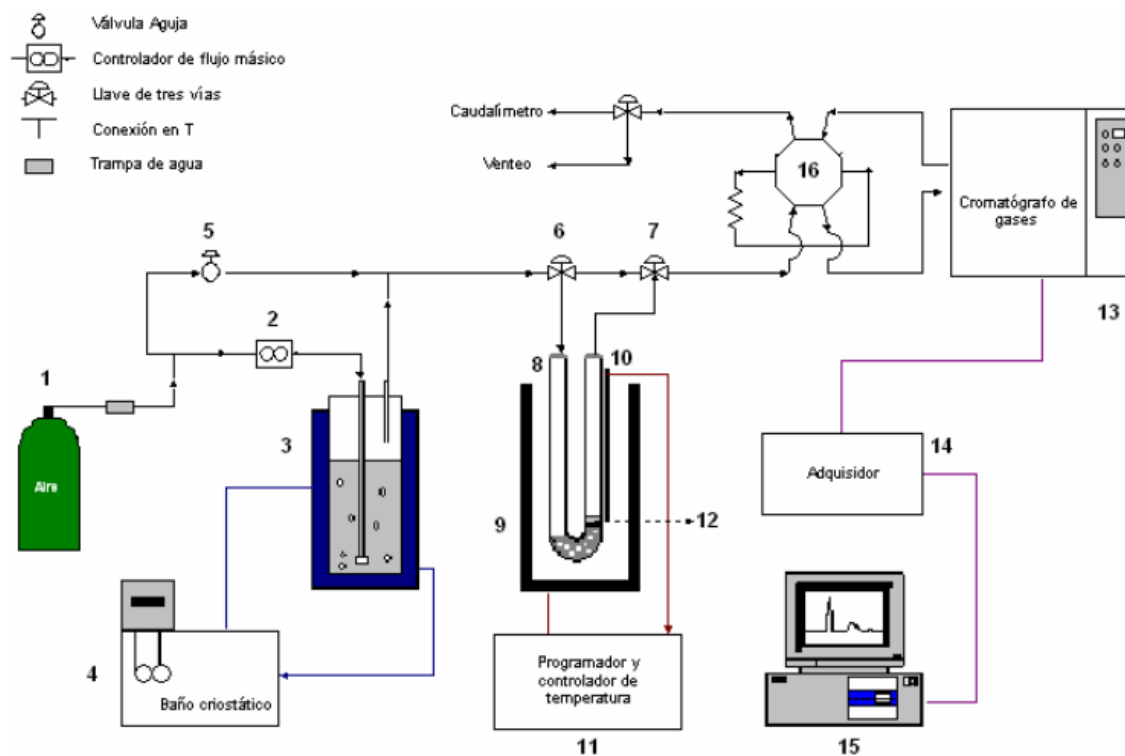 Válvula Aguja
Controlador de flujo másico
Llave de tres vías
Conexión en T
Trampa de agua
Caudalímetro
Venteo
16
Cromatógrafo de
gases
13
5
6
7
2
1
8
10
3
Aire
9
12
14
Adquisidor
4
Baño criostático
Programador y
controlador de
temperatura
11
15